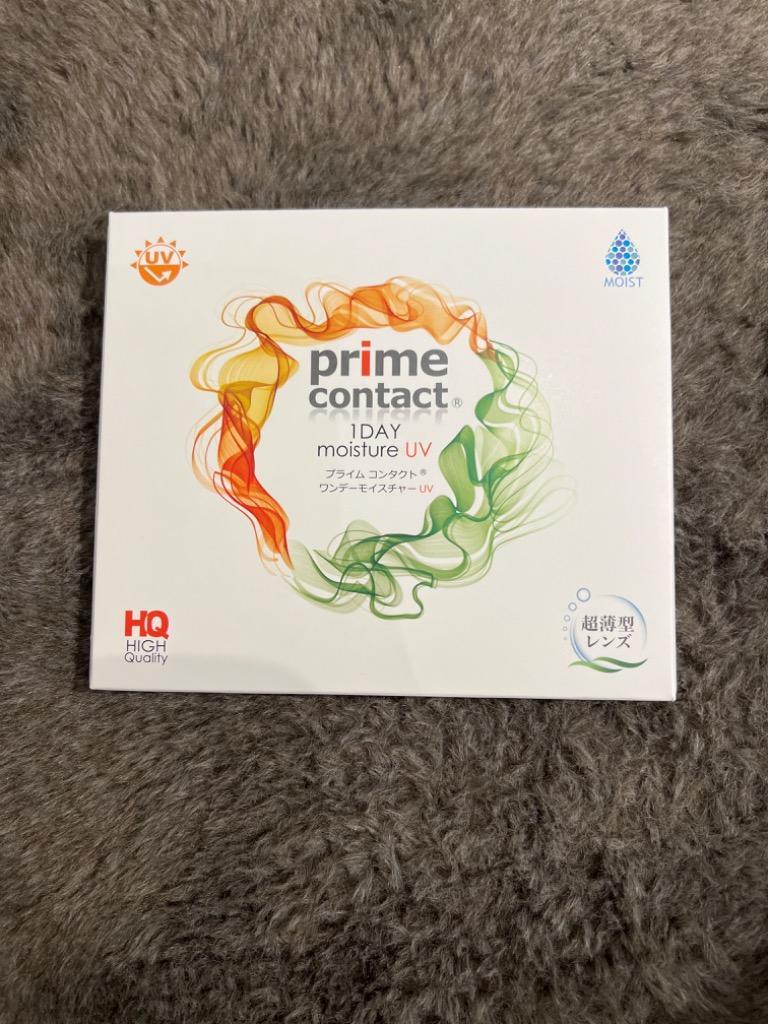 UV
MOIST
prime
contact®
1DAY
moisture UV
プライム コンタクト®
ワンデーモイスチャー UV
HQ
HIGH
Quality
超薄型
レンズ